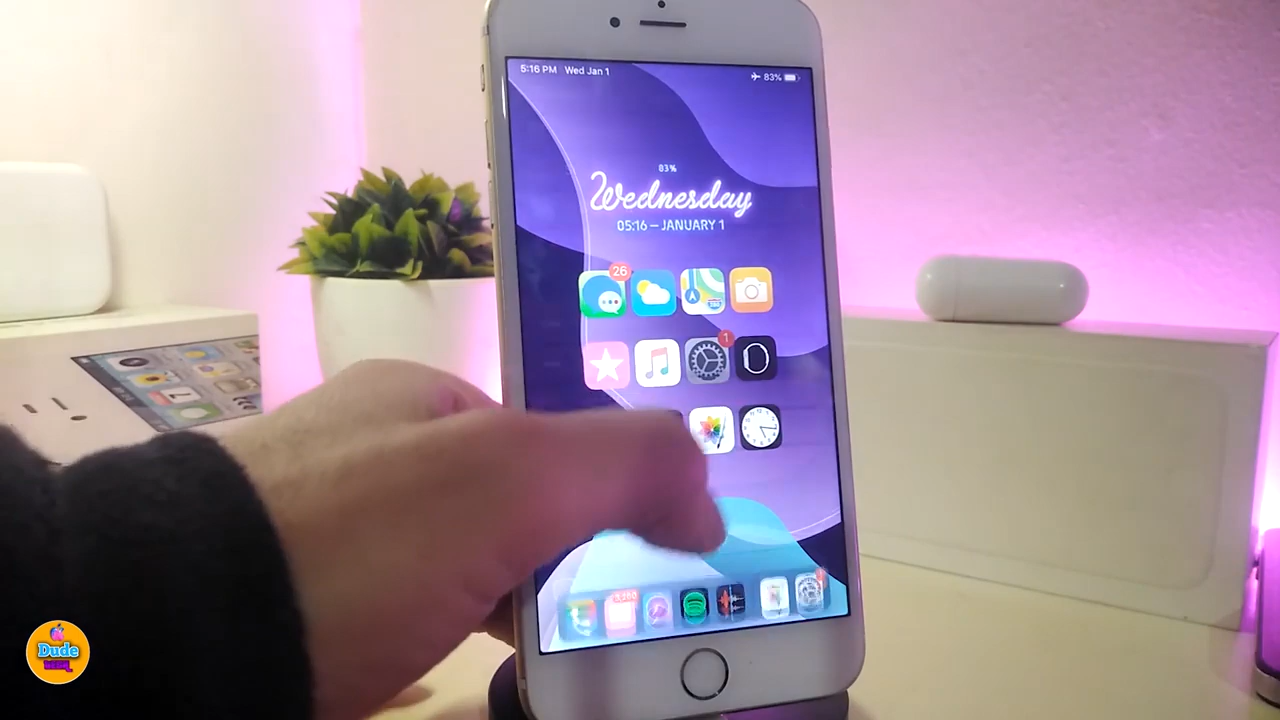 5:16 PM Wed Jan 1
83%
83%
Wednesday
05:16 – JANUARY 1
26
1
Dude